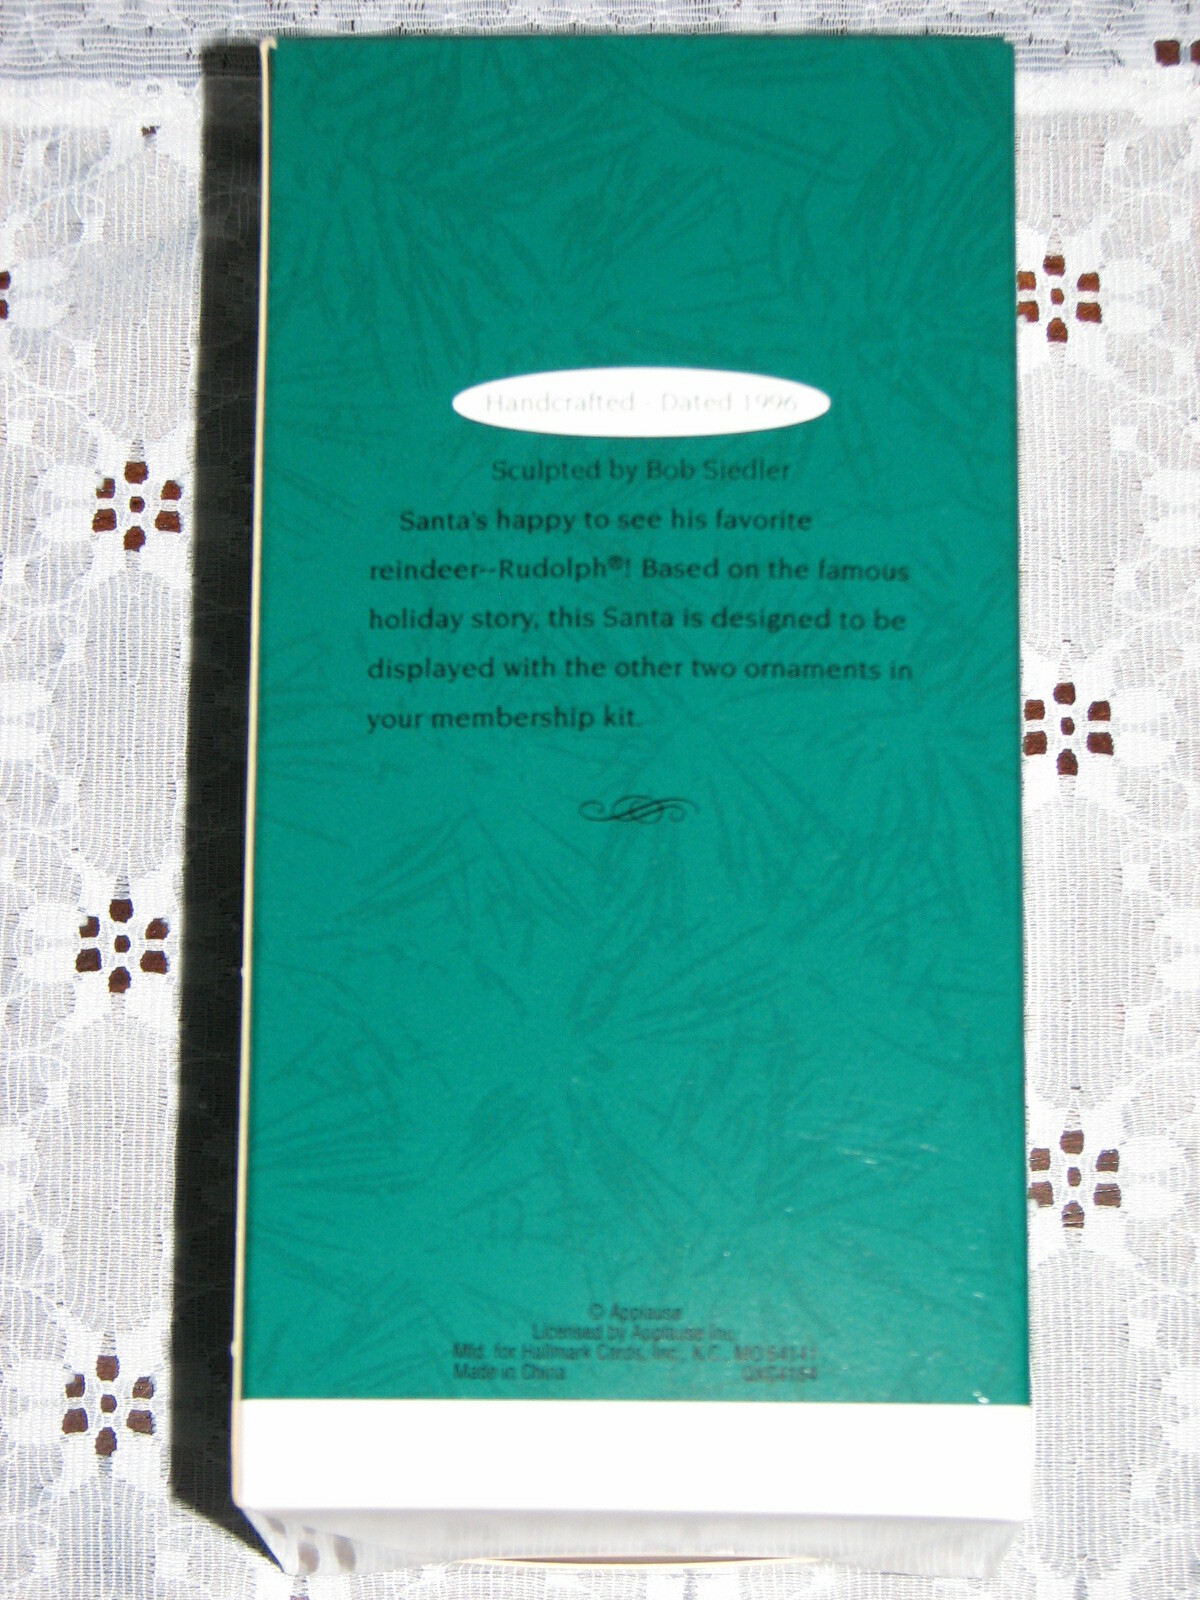 Handcrafted - Dated 1996
Sculpted by Bob Siedler
Santa's happy to see his favorite
reindeer--Rudolph®! Based on the famous
holiday story, this Santa is designed to be
displayed with the other two ornaments in
your membership kit.
© Applause
Licensed by Applause Inc.
Mfd. for Hallmark Cards, Inc., K.C., MO 64141
Made in China